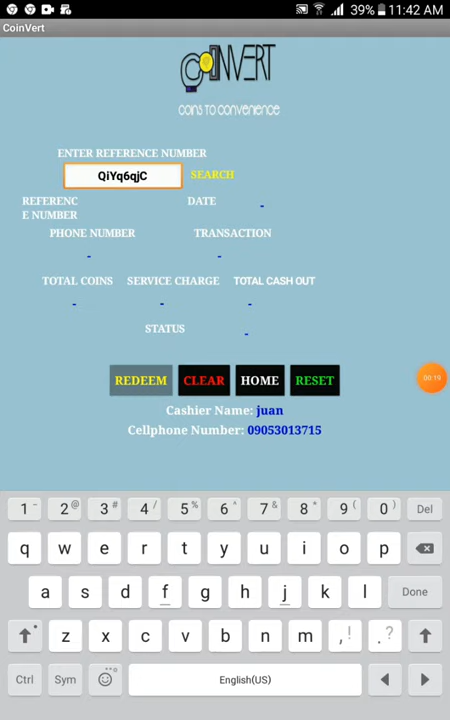 39% 11:42 AM
CoinVert
COINVERT
COINS TO CONVENIENCE
ENTER REFERENCE NUMBER
QiYq6qjC SEARCH
REFERENC DATE -
E NUMBER
PHONE NUMBER TRANSACTION
- -
TOTAL COINS SERVICE CHARGE TOTAL CASH OUT
- - -
STATUS -
REDEEM CLEAR HOME RESET
00:19
Cashier Name: juan
Cellphone Number: 09053013715
1 - 2 @ 3 # 4 / 5 % 6 ^ 7 & 8 * 9 ( 0 ) Del
q w e r t y u i o p
a s d f g h j k l Done
z x c v b n m , ! . ?
Ctrl Sym English(US)